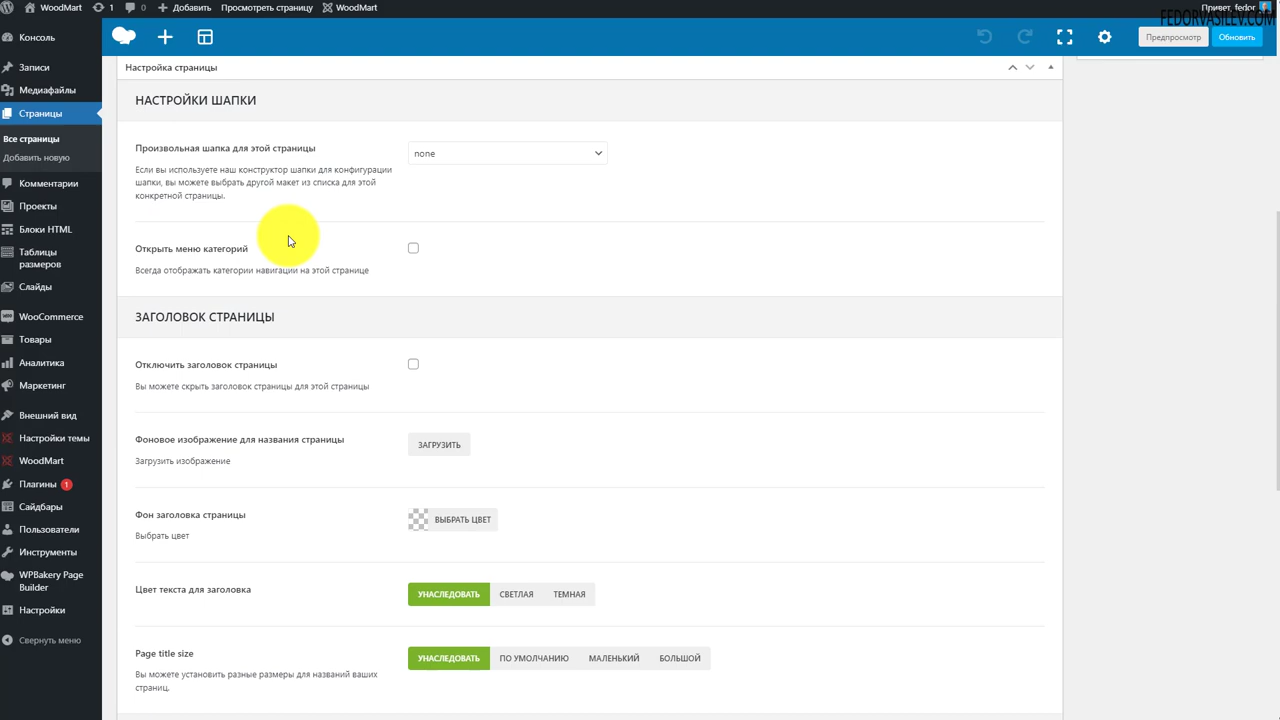 WoodMart
1
0
Добавить
Просмотреть страницу
WoodMart
Привет, fedor
FEDORVASILEV.COM
Консоль
Записи
Медиафайлы
Страницы
Все страницы
Добавить новую
Комментарии
Проекты
Блоки HTML
Таблицы
размеров
Слайды
WooCommerce
Товары
Аналитика
Маркетинг
Внешний вид
Настройки темы
WoodMart
Плагины 1
Сайдбары
Пользователи
Инструменты
WPBakery Page
Builder
Настройки
Свернуть меню
Предпросмотр
Обновить
Настройка страницы
НАСТРОЙКИ ШАПКИ
Произвольная шапка для этой страницы
none
Если вы используете наш конструктор шапки для конфигурации
шапки, вы можете выбрать другой макет из списка для этой
конкретной страницы.
Открыть меню категорий
Всегда отображать категории навигации на этой странице
ЗАГОЛОВОК СТРАНИЦЫ
Отключить заголовок страницы
Вы можете скрыть заголовок страницы для этой страницы
Фоновое изображение для названия страницы
ЗАГРУЗИТЬ
Загрузить изображение
Фон заголовка страницы
ВЫБРАТЬ ЦВЕТ
Выбрать цвет
Цвет текста для заголовка
УНАСЛЕДОВАТЬ СВЕТЛАЯ ТЕМНАЯ
Page title size
УНАСЛЕДОВАТЬ ПО УМОЛЧАНИЮ МАЛЕНЬКИЙ БОЛЬШОЙ
Вы можете установить разные размеры для названий ваших
страниц.